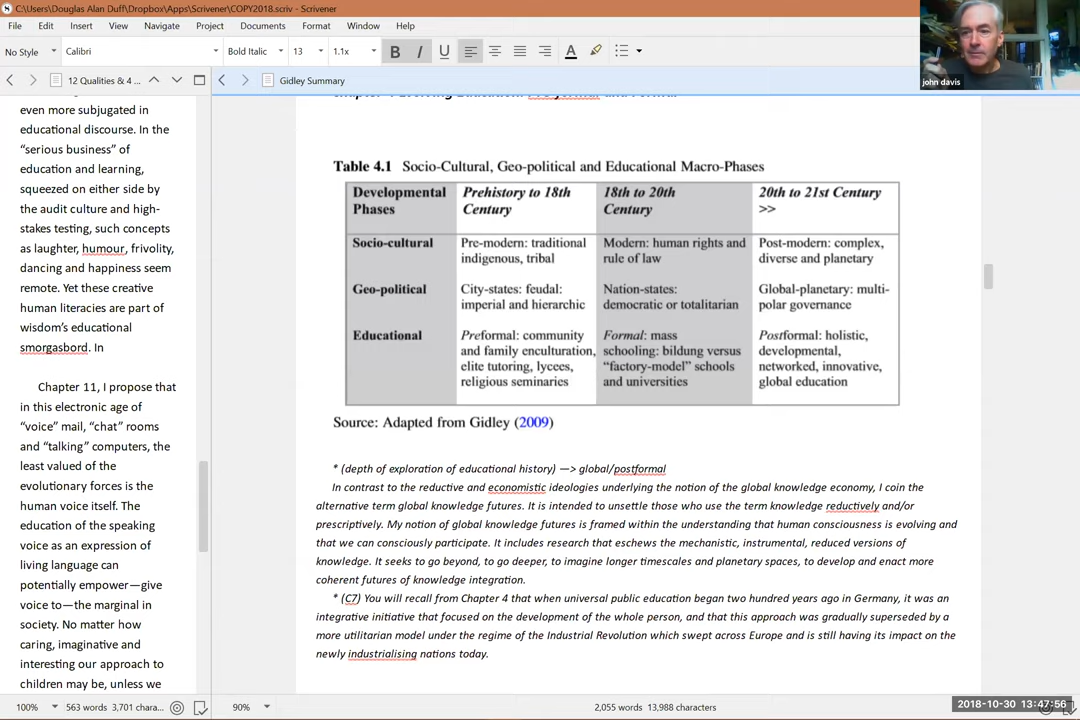 C:\Users\Douglas Alan Duff\Dropbox\Apps\Scrivener\COPY2018.scriv - Scrivener
File Edit Insert View Navigate Project Documents Format Window Help
No Style Calibri Bold Italic 13 1.1x B I U A
12 Qualities & 4 ...
Gidley Summary
john davis
even more subjugated in
educational discourse. In the
“serious business” of
education and learning,
squeezed on either side by
the audit culture and high-
stakes testing, such concepts
as laughter, humour, frivolity,
dancing and happiness seem
remote. Yet these creative
human literacies are part of
wisdom’s educational
smorgasbord. In
Chapter 11, I propose that
in this electronic age of
“voice” mail, “chat” rooms
and “talking” computers, the
least valued of the
evolutionary forces is the
human voice itself. The
education of the speaking
voice as an expression of
living language can
potentially empower—give
voice to—the marginal in
society. No matter how
caring, imaginative and
interesting our approach to
children may be, unless we
Table 4.1 Socio-Cultural, Geo-political and Educational Macro-Phases
Developmental Phases
Prehistory to 18th Century
18th to 20th Century
20th to 21st Century >>
Socio-cultural
Pre-modern: traditional
indigenous, tribal
Modern: human rights and
rule of law
Post-modern: complex,
diverse and planetary
Geo-political
City-states: feudal:
imperial and hierarchic
Nation-states:
democratic or totalitarian
Global-planetary: multi-
polar governance
Educational
Preformal: community
and family enculturation,
elite tutoring, lycees,
religious seminaries
Formal: mass
schooling: bildung versus
“factory-model” schools
and universities
Postformal: holistic,
developmental,
networked, innovative,
global education
Source: Adapted from Gidley (2009)
* (depth of exploration of educational history) —> global/postformal
In contrast to the reductive and economistic ideologies underlying the notion of the global knowledge economy, I coin the
alternative term global knowledge futures. It is intended to unsettle those who use the term knowledge reductively and/or
prescriptively. My notion of global knowledge futures is framed within the understanding that human consciousness is evolving and
that we can consciously participate. It includes research that eschews the mechanistic, instrumental, reduced versions of
knowledge. It seeks to go beyond, to go deeper, to imagine longer timescales and planetary spaces, to develop and enact more
coherent futures of knowledge integration.
* (C7) You will recall from Chapter 4 that when universal public education began two hundred years ago in Germany, it was an
integrative initiative that focused on the development of the whole person, and that this approach was gradually superseded by a
more utilitarian model under the regime of the Industrial Revolution which swept across Europe and is still having its impact on the
newly industrialising nations today.
100% 563 words 3,701 chara...
90% 2,055 words 13,988 characters
2018-10-30 13:47:56